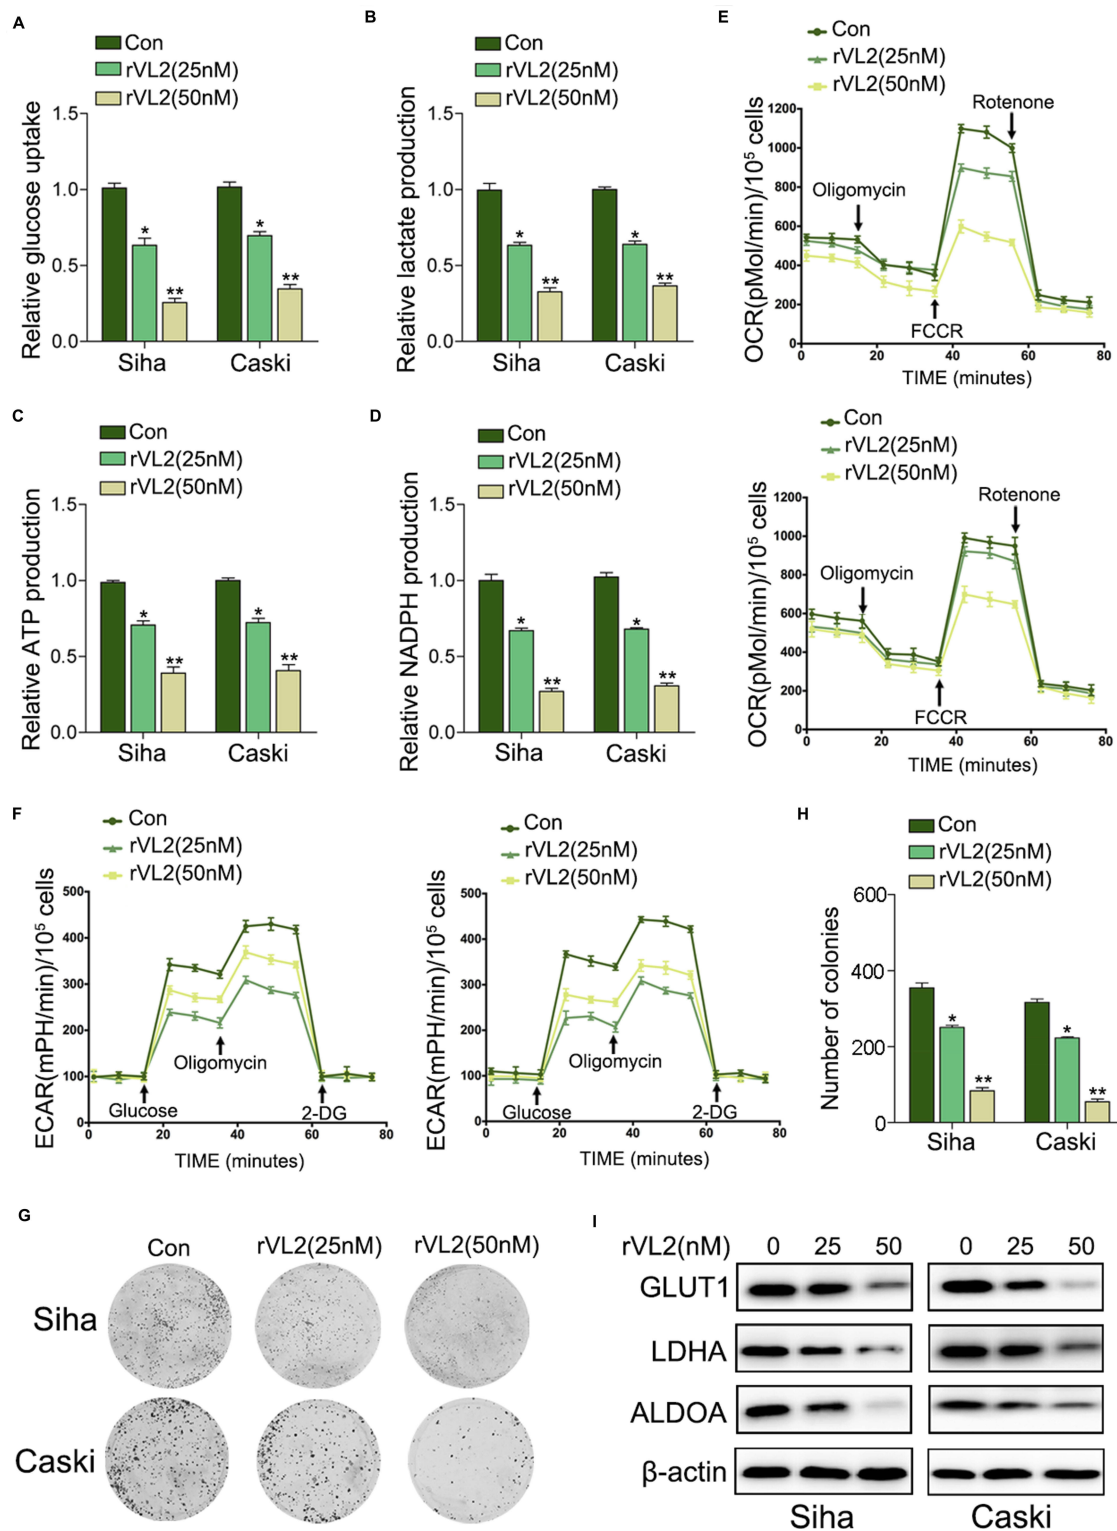 A
Con
rVL2(25nM)
rVL2(50nM)
Relative glucose uptake
1.5
1.0
0.5
0.0
*
**
*
**
Siha
Caski
B
Con
rVL2(25nM)
rVL2(50nM)
Relative lactate production
1.5
1.0
0.5
0.0
*
**
*
**
Siha
Caski
E
Con
rVL2(25nM)
rVL2(50nM)
OCR(pMol/min)/10⁵ cells
1200
1000
800
600
400
200
0
Oligomycin
Rotenone
FCCR
0 20 40 60 80
TIME (minutes)
Con
rVL2(25nM)
rVL2(50nM)
OCR(pMol/min)/10⁵ cells
1200
1000
800
600
400
200
0
Oligomycin
Rotenone
FCCR
0 20 40 60 80
TIME (minutes)
C
Con
rVL2(25nM)
rVL2(50nM)
Relative ATP production
1.5
1.0
0.5
0.0
*
**
*
**
Siha
Caski
D
Con
rVL2(25nM)
rVL2(50nM)
Relative NADPH production
1.5
1.0
0.5
0.0
*
**
*
**
Siha
Caski
F
Con
rVL2(25nM)
rVL2(50nM)
ECAR(mPH/min)/10⁵ cells
500
400
300
200
100
0
Glucose
Oligomycin
2-DG
0 20 40 60 80
TIME (minutes)
Con
rVL2(25nM)
rVL2(50nM)
ECAR(mPH/min)/10⁵ cells
500
400
300
200
100
0
Glucose
Oligomycin
2-DG
0 20 40 60 80
TIME (minutes)
H
Con
rVL2(25nM)
rVL2(50nM)
Number of colonies
600
400
200
0
*
**
*
**
Siha
Caski
G
Con rVL2(25nM) rVL2(50nM)
Siha
Caski
I
rVL2(nM) 0 25 50 0 25 50
GLUT1
LDHA
ALDOA
β-actin
Siha Caski